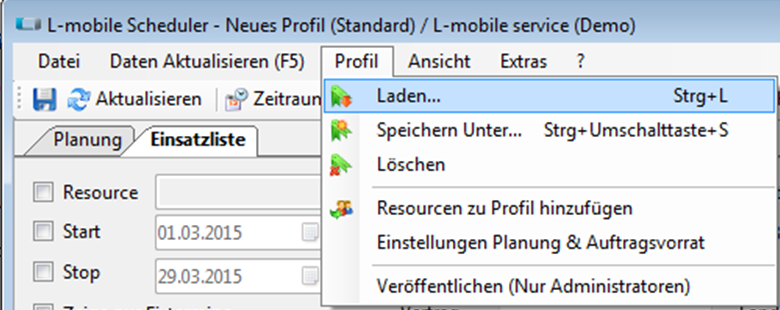 L-mobile Scheduler - Neues Profil (Standard) / L-mobile service (Demo)
Datei Daten Aktualisieren (F5) Profil Ansicht Extras ?
Aktualisieren Zeitraum
Laden... Strg+L
Speichern Unter... Strg+Umschalttaste+S
Löschen
Resourcen zu Profil hinzufügen
Einstellungen Planung & Auftragsvorrat
Veröffentlichen (Nur Administratoren)
Planung Einsatzliste
Resource
Start 01.03.2015
Stop 29.03.2015